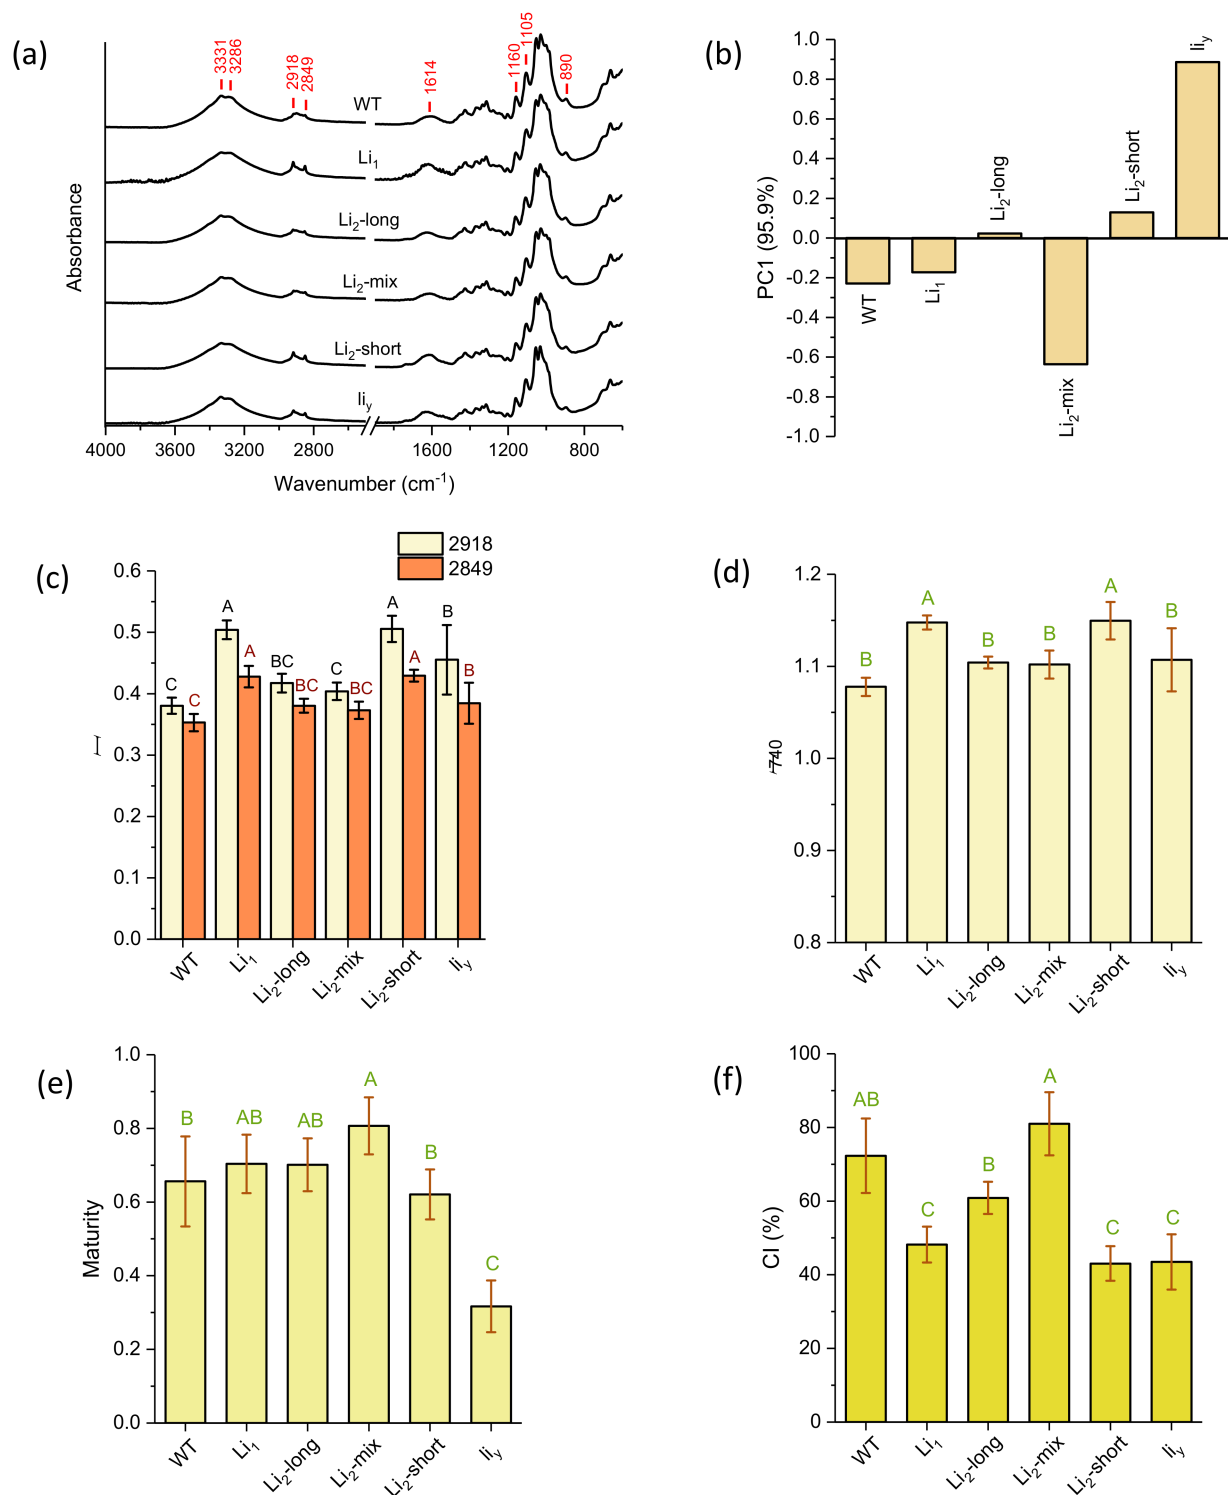 (a)
3331
3286
2918
2849
1614
1160
1105
890
WT
Li1
Li2-long
Li2-mix
Li2-short
liy
Absorbance
4000 3600 3200 2800 1600 1200 800
Wavenumber (cm-1)
(b)
1.0
0.8
0.6
0.4
0.2
0.0
-0.2
-0.4
-0.6
-0.8
-1.0
PC1 (95.9%)
WT
Li1
Li2-long
Li2-mix
Li2-short
liy
(c)
2918
2849
0.6
0.5
0.4
0.3
0.2
0.1
0.0
I
C C A A BC BC C BC A A B B
WT Li1 Li2-long Li2-mix Li2-short liy
(d)
1.2
1.1
1.0
0.9
0.8
740
B A B B A B
WT Li1 Li2-long Li2-mix Li2-short liy
(e)
1.0
0.8
0.6
0.4
0.2
0.0
Maturity
B AB AB A B C
WT Li1 Li2-long Li2-mix Li2-short liy
(f)
100
80
60
40
20
0
CI (%)
AB C B A C C
WT Li1 Li2-long Li2-mix Li2-short liy